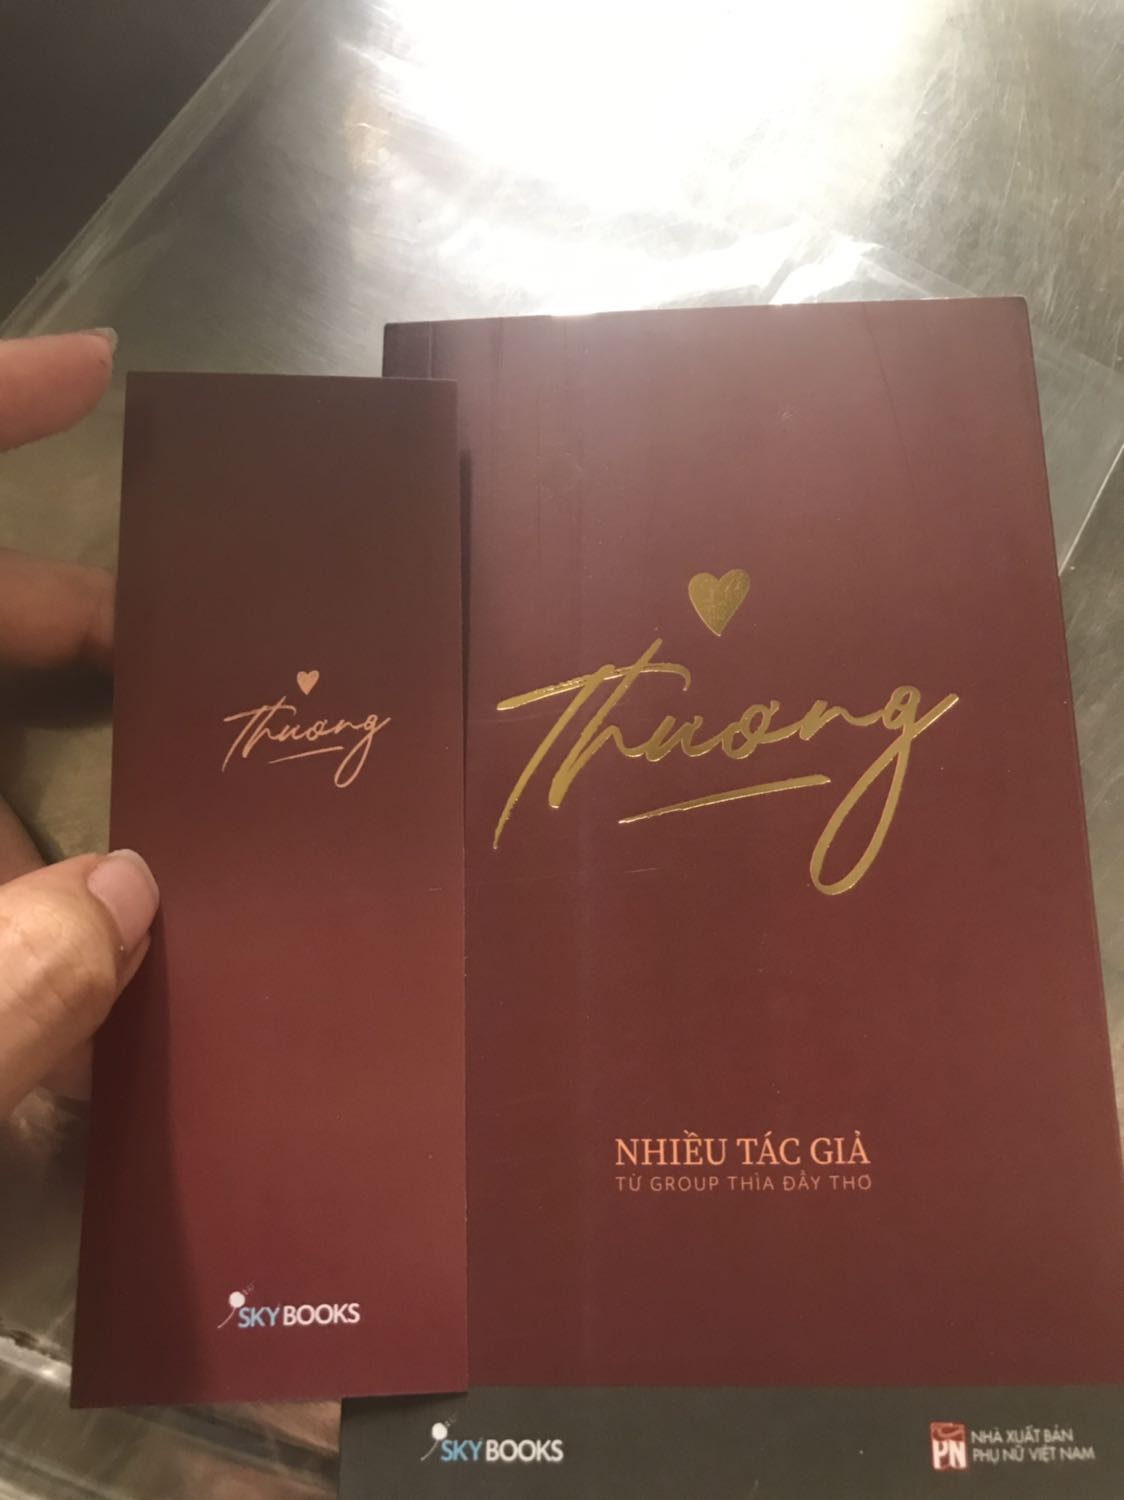 Thương
SKYBOOKS
Thương
NHIỀU TÁC GIẢ
TỪ GROUP THÌA ĐẦY THƠ
SKYBOOKS
PN
NHÀ XUẤT BẢN
PHỤ NỮ VIỆT NAM